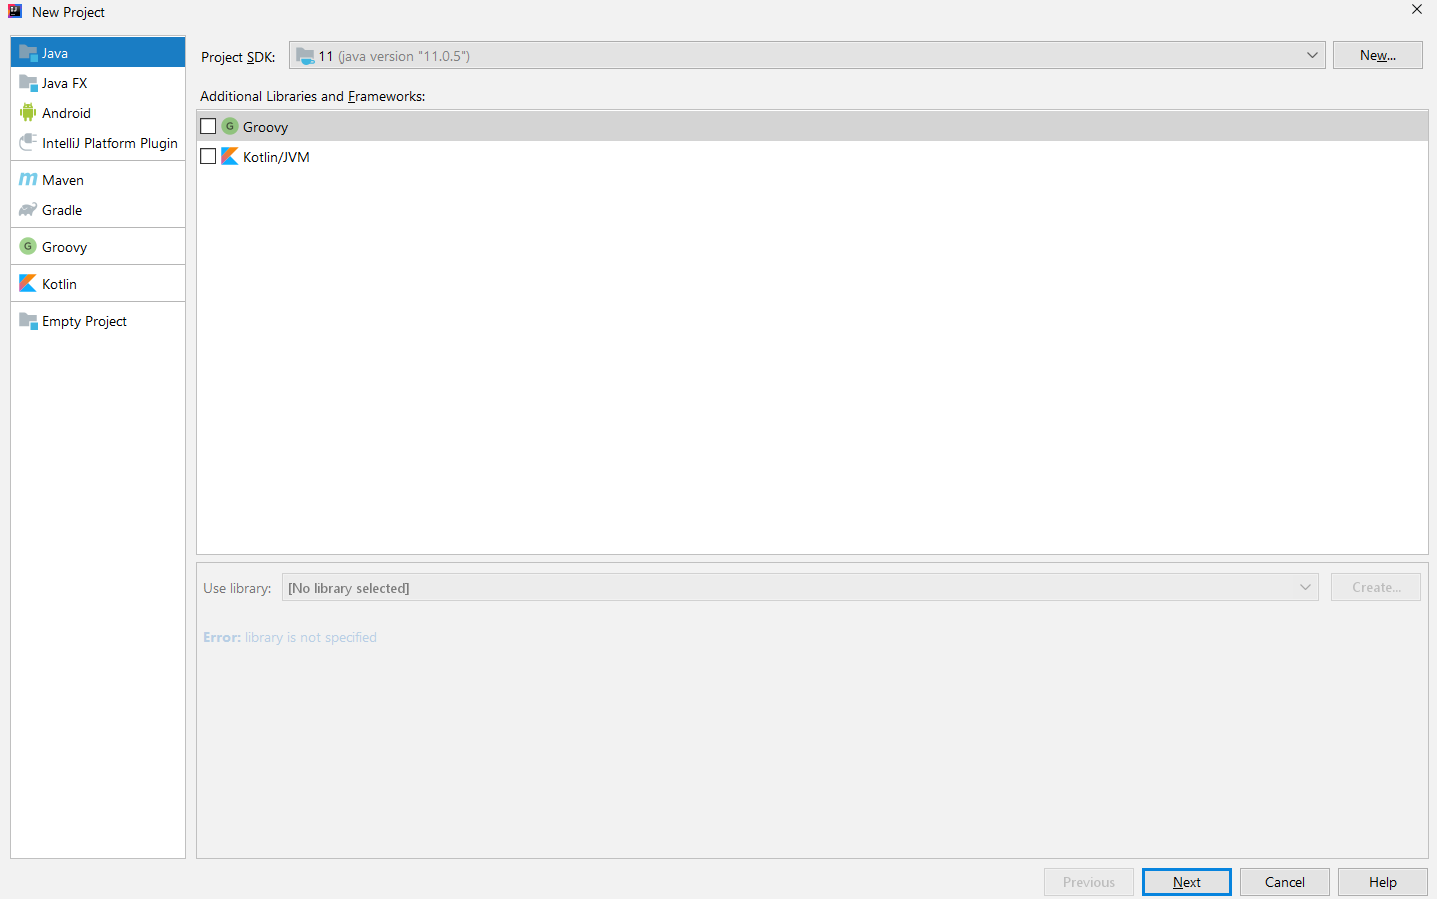 New Project
Java
Java FX
Android
IntelliJ Platform Plugin
Maven
Gradle
Groovy
Kotlin
Empty Project
Project SDK: 11 (java version "11.0.5") New...
Additional Libraries and Frameworks:
Groovy
Kotlin/JVM
Use library: [No library selected] Create...
Error: library is not specified
Previous Next Cancel Help